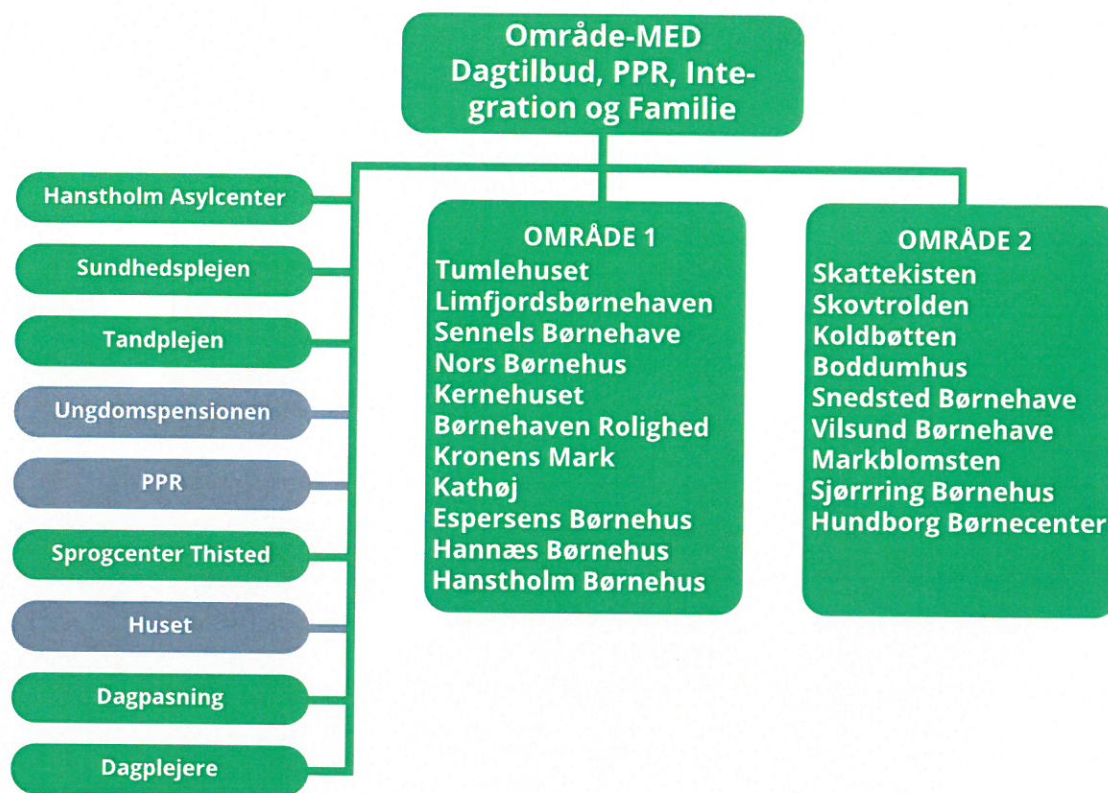 Område-MED
Dagtilbud, PPR, Inte-
gration og Familie
Hanstholm Asylcenter
Sundhedsplejen
Tandplejen
Ungdomspensionen
PPR
Sprogcenter Thisted
Huset
Dagpasning
Dagplejere
OMRÅDE 1
Tumlehuset
Limfjordsbørnehaven
Sennels Børnehave
Nors Børnehus
Kernehuset
Børnehaven Rolighed
Kronens Mark
Kathøj
Espersens Børnehus
Hannæs Børnehus
Hanstholm Børnehus
OMRÅDE 2
Skattekisten
Skovtrolden
Koldbøtten
Boddumhus
Snedsted Børnehave
Vilsund Børnehave
Markblomsten
Sjørrring Børnehus
Hundborg Børnecenter